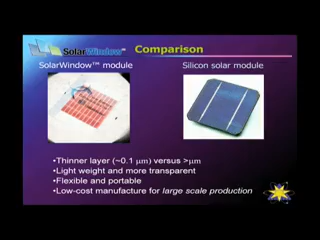 SolarWindow™ Comparison
SolarWindow™ module
Silicon solar module
•Thinner layer (~0.1 µm) versus >µm
•Light weight and more transparent
•Flexible and portable
•Low-cost manufacture for large scale production